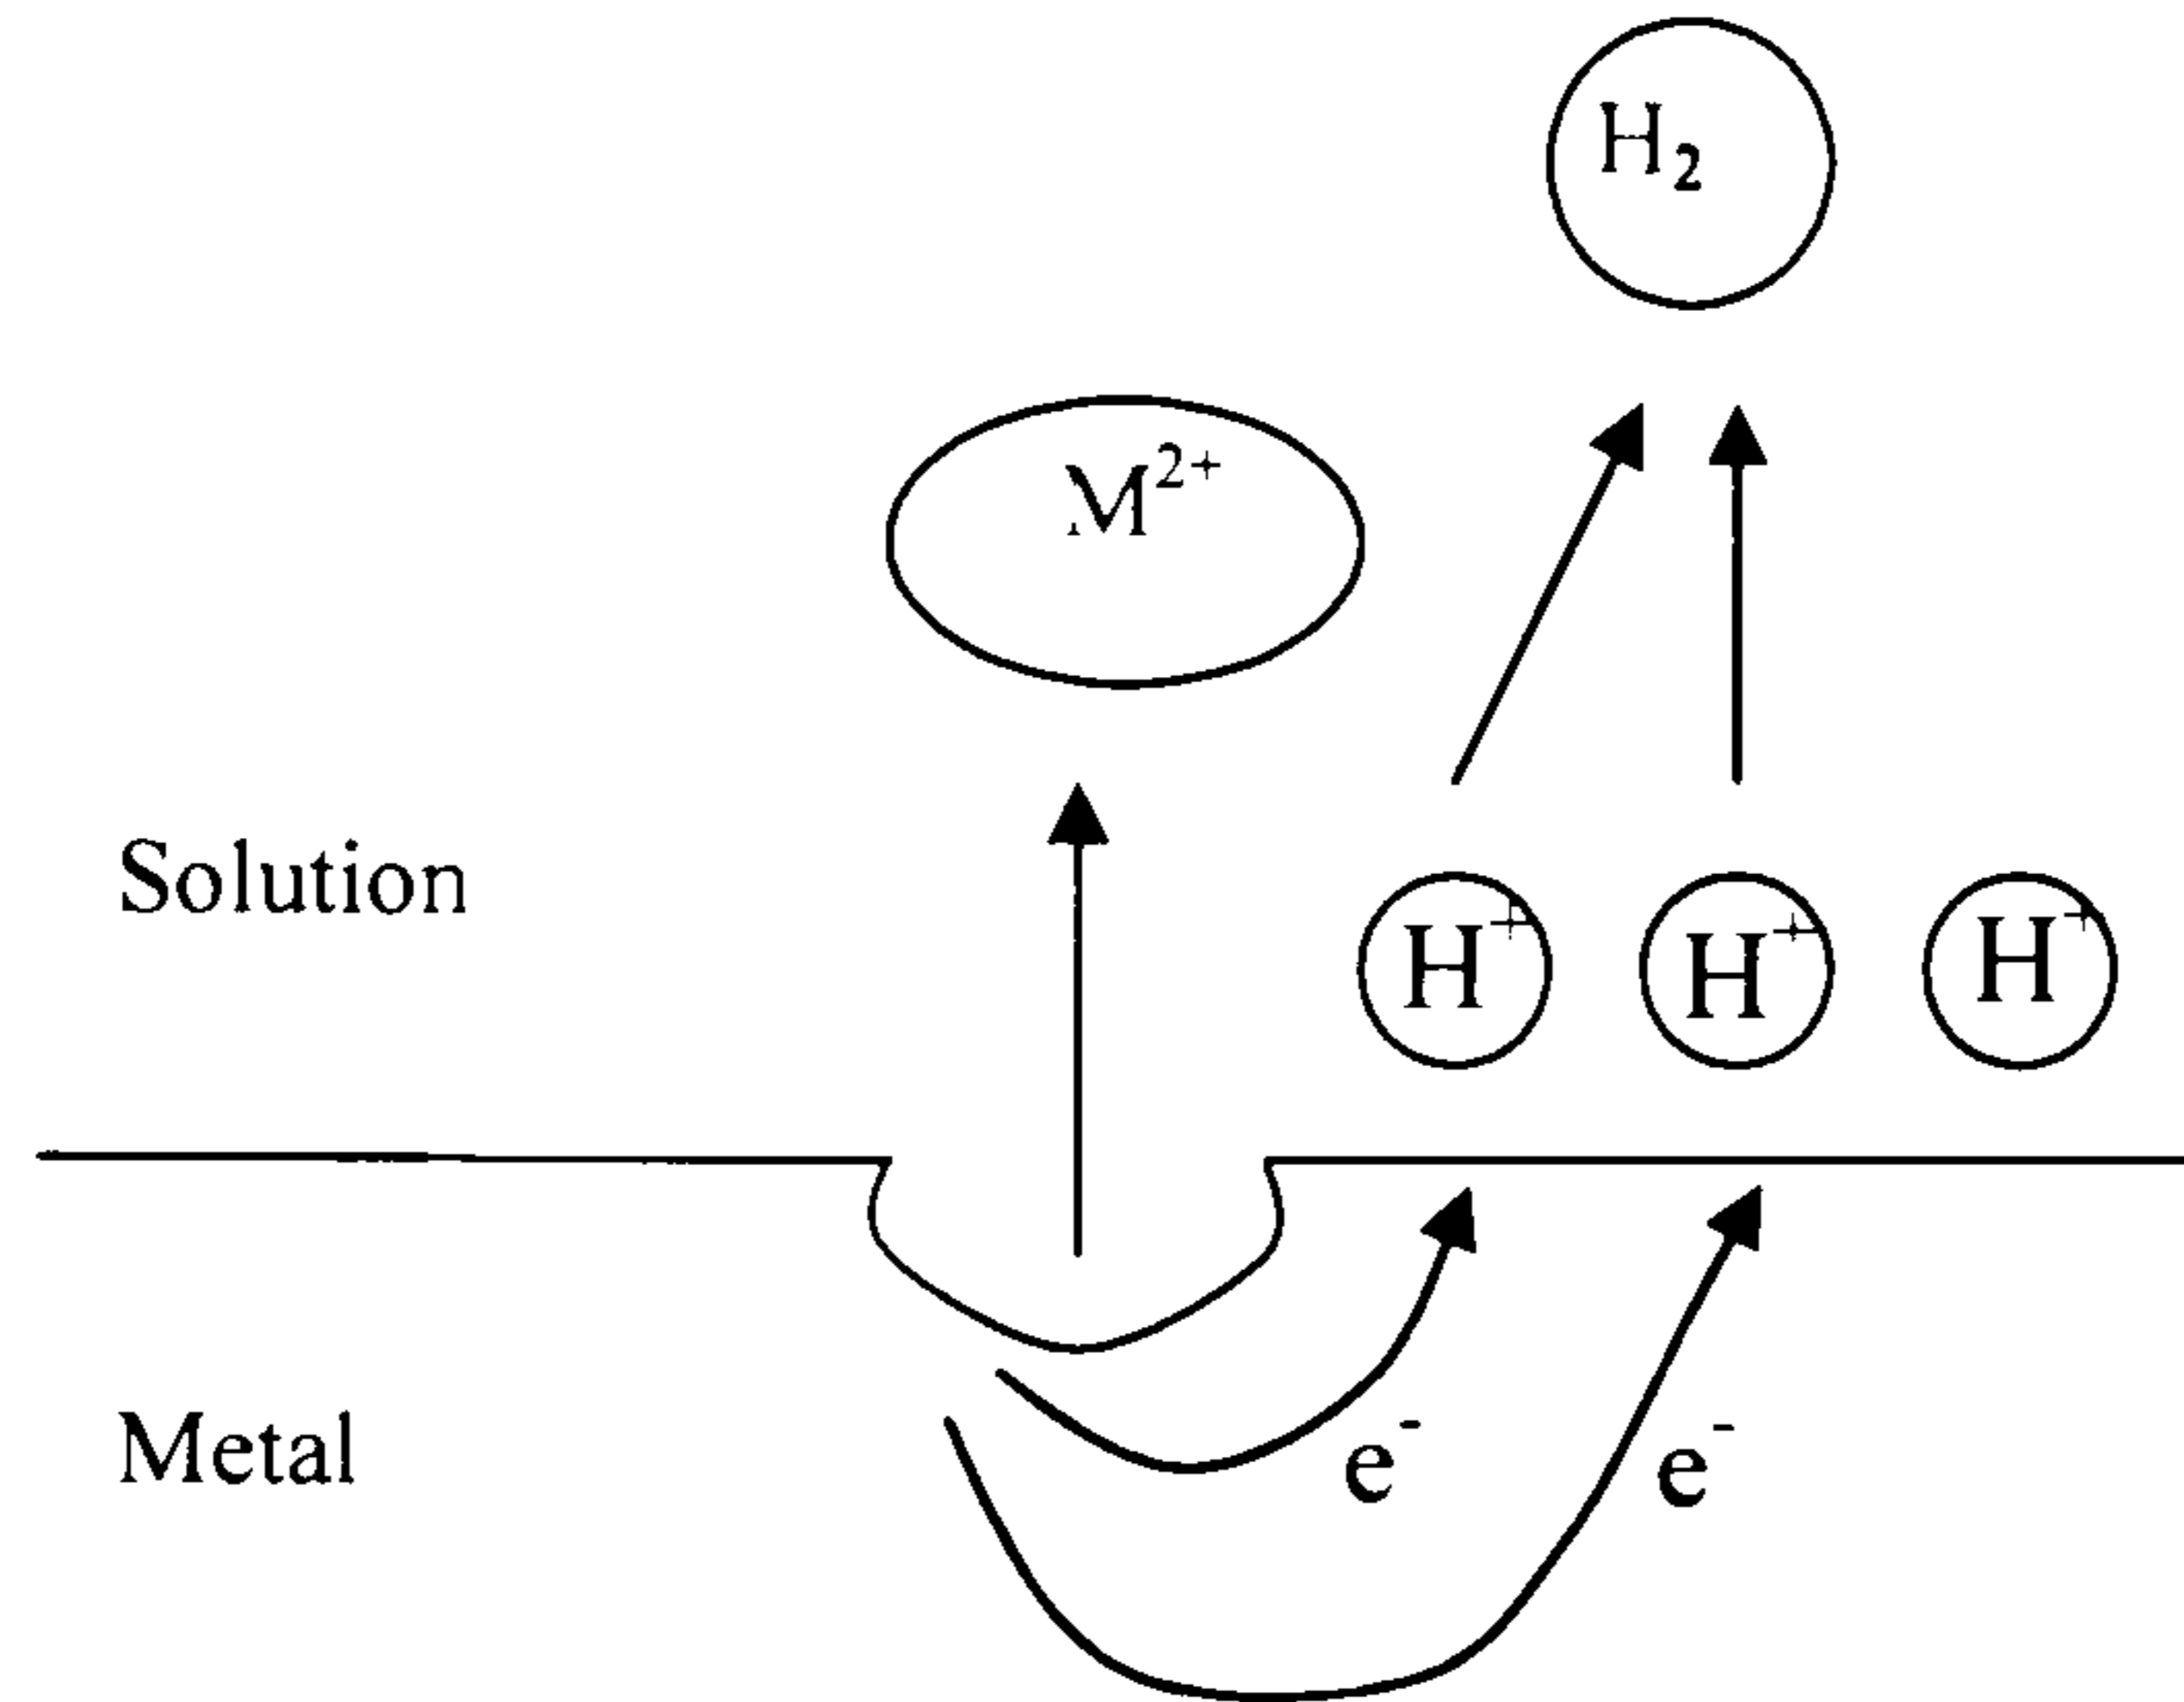 H₂
M²⁺
Solution
H⁺ H⁺ H⁺
Metal
e⁻ e⁻